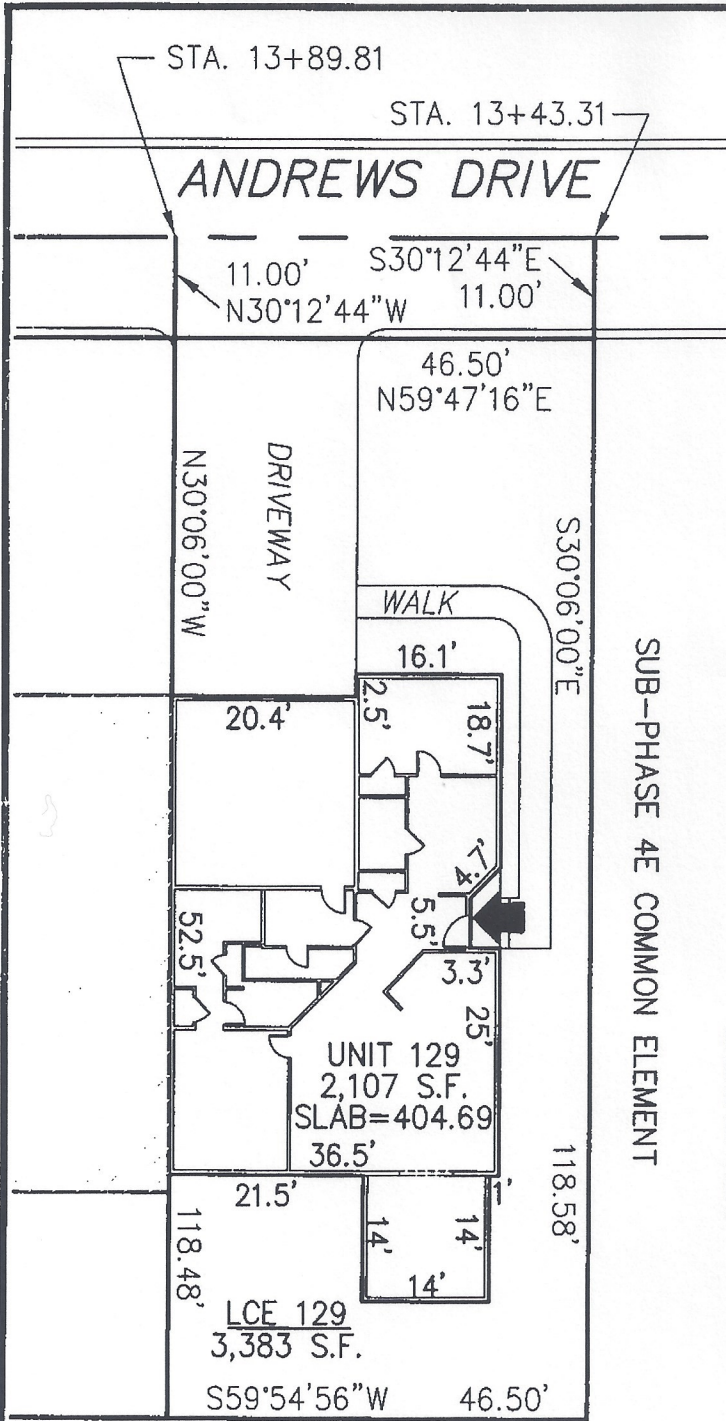 STA. 13+89.81
STA. 13+43.31
ANDREWS DRIVE
11.00'
N30°12'44"W
S30°12'44"E
11.00'
46.50'
N59°47'16"E
DRIVEWAY
N30°06'00"W
S30°06'00"E
WALK
16.1'
SUB-PHASE 4E COMMON ELEMENT
20.4'
2.5'
18.7'
4.7'
5.5'
52.5'
3.3'
25'
UNIT 129
2,107 S.F.
SLAB=404.69
36.5'
21.5'
1'
118.58'
118.48'
14'
14'
14'
LCE 129
3,383 S.F.
S59°54'56"W
46.50'